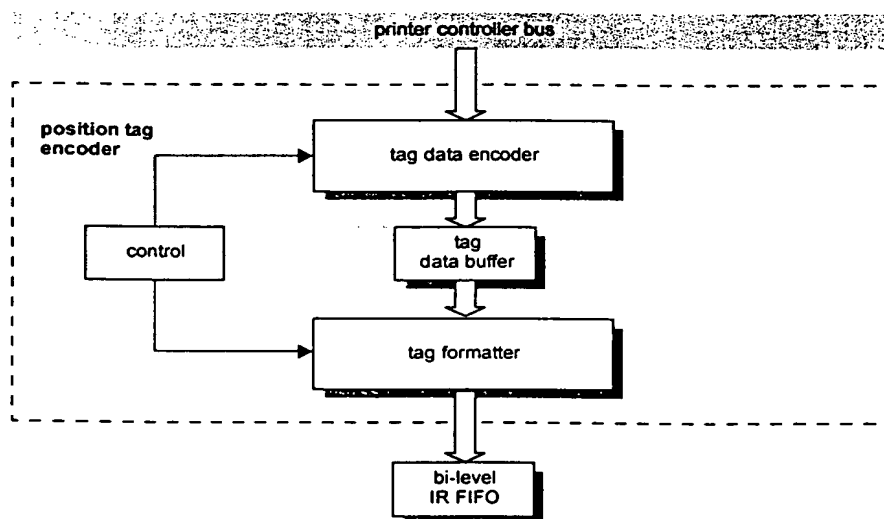 printer controller bus
position tag
encoder
tag data encoder
control
tag
data buffer
tag formatter
bi-level
IR FIFO